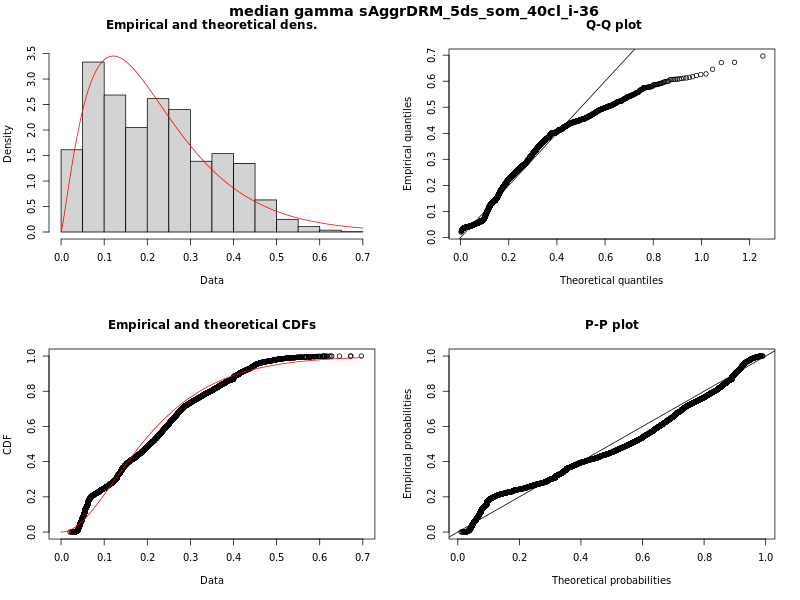 median gamma sAggrDRM_5ds_som_40cl_i-36
Empirical and theoretical dens.
Density
0.0 0.5 1.0 1.5 2.0 2.5 3.0 3.5
0.0 0.1 0.2 0.3 0.4 0.5 0.6 0.7
Data
Q-Q plot
Empirical quantiles
0.0 0.1 0.2 0.3 0.4 0.5 0.6 0.7
0.0 0.2 0.4 0.6 0.8 1.0 1.2
Theoretical quantiles
Empirical and theoretical CDFs
CDF
0.0 0.2 0.4 0.6 0.8 1.0
0.0 0.1 0.2 0.3 0.4 0.5 0.6 0.7
Data
P-P plot
Empirical probabilities
0.0 0.2 0.4 0.6 0.8 1.0
0.0 0.2 0.4 0.6 0.8 1.0
Theoretical probabilities